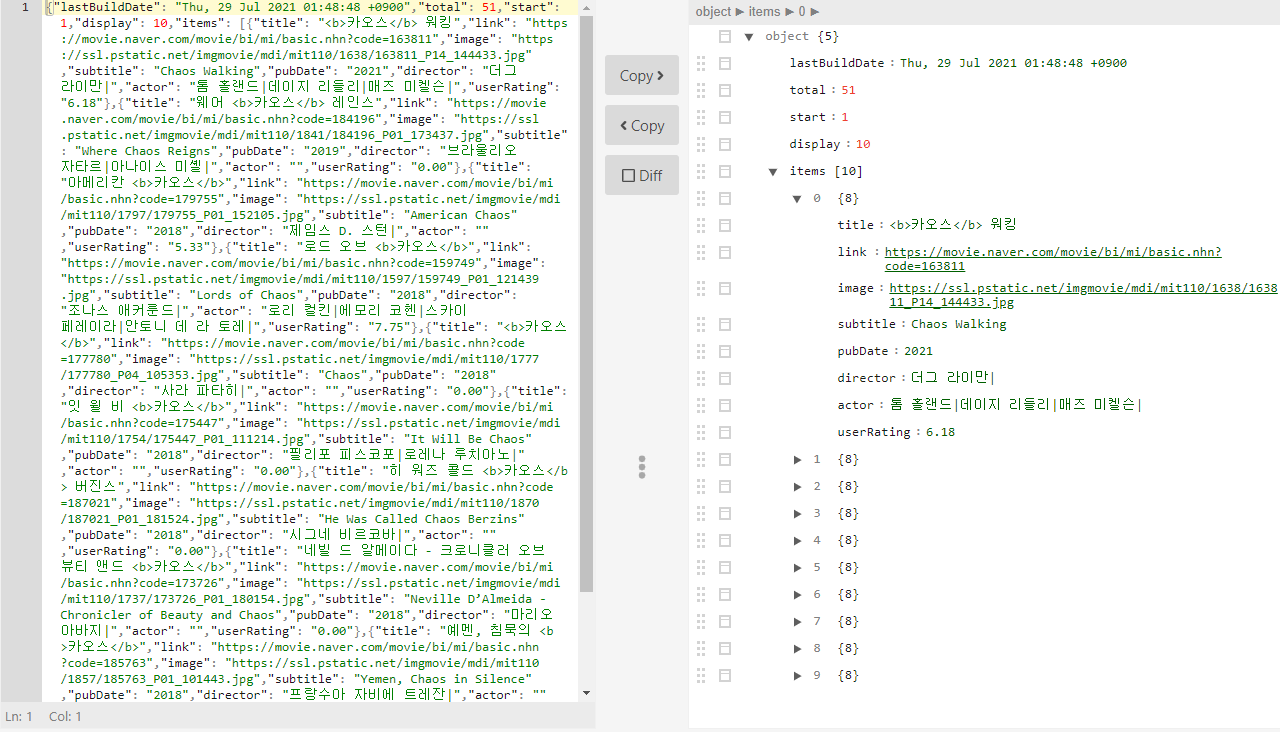 1
{"lastBuildDate": "Thu, 29 Jul 2021 01:48:48 +0900","total": 51,"start":
1,"display": 10,"items": [{"title": "<b>카오스</b> 워킹","link": "https
://movie.naver.com/movie/bi/mi/basic.nhn?code=163811","image": "https
://ssl.pstatic.net/imgmovie/mdi/mit110/1638/163811_P14_144433.jpg"
,"subtitle": "Chaos Walking","pubDate": "2021","director": "더그
라이만|","actor": "톰 홀랜드|데이지 리들리|매즈 미켈슨|","userRating":
"6.18"},{"title": "웨어 <b>카오스</b> 레인스","link": "https://movie
.naver.com/movie/bi/mi/basic.nhn?code=184196","image": "https://ssl
.pstatic.net/imgmovie/mdi/mit110/1841/184196_P01_173437.jpg","subtitle"
: "Where Chaos Reigns","pubDate": "2019","director": "브라울리오
자타르|아나이스 미셸|","actor": "","userRating": "0.00"},{"title":
"아메리칸 <b>카오스</b>","link": "https://movie.naver.com/movie/bi/mi
/basic.nhn?code=179755","image": "https://ssl.pstatic.net/imgmovie/mdi
/mit110/1797/179755_P01_152105.jpg","subtitle": "American Chaos"
,"pubDate": "2018","director": "제임스 D. 스턴|","actor": ""
,"userRating": "5.33"},{"title": "로드 오브 <b>카오스</b>","link":
"https://movie.naver.com/movie/bi/mi/basic.nhn?code=159749","image":
"https://ssl.pstatic.net/imgmovie/mdi/mit110/1597/159749_P01_121439
.jpg","subtitle": "Lords of Chaos","pubDate": "2018","director":
"조나스 애커룬드|","actor": "로리 컬킨|에모리 코헨|스카이
페레이라|안토니 데 라 토레|","userRating": "7.75"},{"title": "<b>카오스
</b>","link": "https://movie.naver.com/movie/bi/mi/basic.nhn?code
=177780","image": "https://ssl.pstatic.net/imgmovie/mdi/mit110/1777
/177780_P04_105353.jpg","subtitle": "Chaos","pubDate": "2018"
,"director": "사라 파타히|","actor": "","userRating": "0.00"},{"title":
"잇 윌 비 <b>카오스</b>","link": "https://movie.naver.com/movie/bi/mi
/basic.nhn?code=175447","image": "https://ssl.pstatic.net/imgmovie/mdi
/mit110/1754/175447_P01_111214.jpg","subtitle": "It Will Be Chaos"
,"pubDate": "2018","director": "필리포 피스코포|로레나 루치아노|"
,"actor": "","userRating": "0.00"},{"title": "히 워즈 콜드 <b>카오스</b
> 버진스","link": "https://movie.naver.com/movie/bi/mi/basic.nhn?code
=187021","image": "https://ssl.pstatic.net/imgmovie/mdi/mit110/1870
/187021_P01_181524.jpg","subtitle": "He Was Called Chaos Berzins"
,"pubDate": "2018","director": "시그네 비르코바|","actor": ""
,"userRating": "0.00"},{"title": "네빌 드 알메이다 - 크로니클러 오브
뷰티 앤드 <b>카오스</b>","link": "https://movie.naver.com/movie/bi/mi
/basic.nhn?code=173726","image": "https://ssl.pstatic.net/imgmovie/mdi
/mit110/1737/173726_P01_180154.jpg","subtitle": "Neville D’Almeida -
Chronicler of Beauty and Chaos","pubDate": "2018","director": "마리오
아바지|","actor": "","userRating": "0.00"},{"title": "예멘, 침묵의 <b
>카오스</b>","link": "https://movie.naver.com/movie/bi/mi/basic.nhn
?code=185763","image": "https://ssl.pstatic.net/imgmovie/mdi/mit110
/1857/185763_P01_101443.jpg","subtitle": "Yemen, Chaos in Silence"
,"pubDate": "2018","director": "프랑수아 자비에 트레잔|","actor": ""
Ln: 1 Col: 1
Copy >
< Copy
Diff
object ▶ items ▶ 0 ▶
▼ object {5}
lastBuildDate : Thu, 29 Jul 2021 01:48:48 +0900
total : 51
start : 1
display : 10
▼ items [10]
▼ 0 {8}
title : <b>카오스</b> 워킹
link : https://movie.naver.com/movie/bi/mi/basic.nhn?
code=163811
image : https://ssl.pstatic.net/imgmovie/mdi/mit110/1638/1638
11_P14_144433.jpg
subtitle : Chaos Walking
pubDate : 2021
director : 더그 라이만|
actor : 톰 홀랜드|데이지 리들리|매즈 미켈슨|
userRating : 6.18
▶ 1 {8}
▶ 2 {8}
▶ 3 {8}
▶ 4 {8}
▶ 5 {8}
▶ 6 {8}
▶ 7 {8}
▶ 8 {8}
▶ 9 {8}